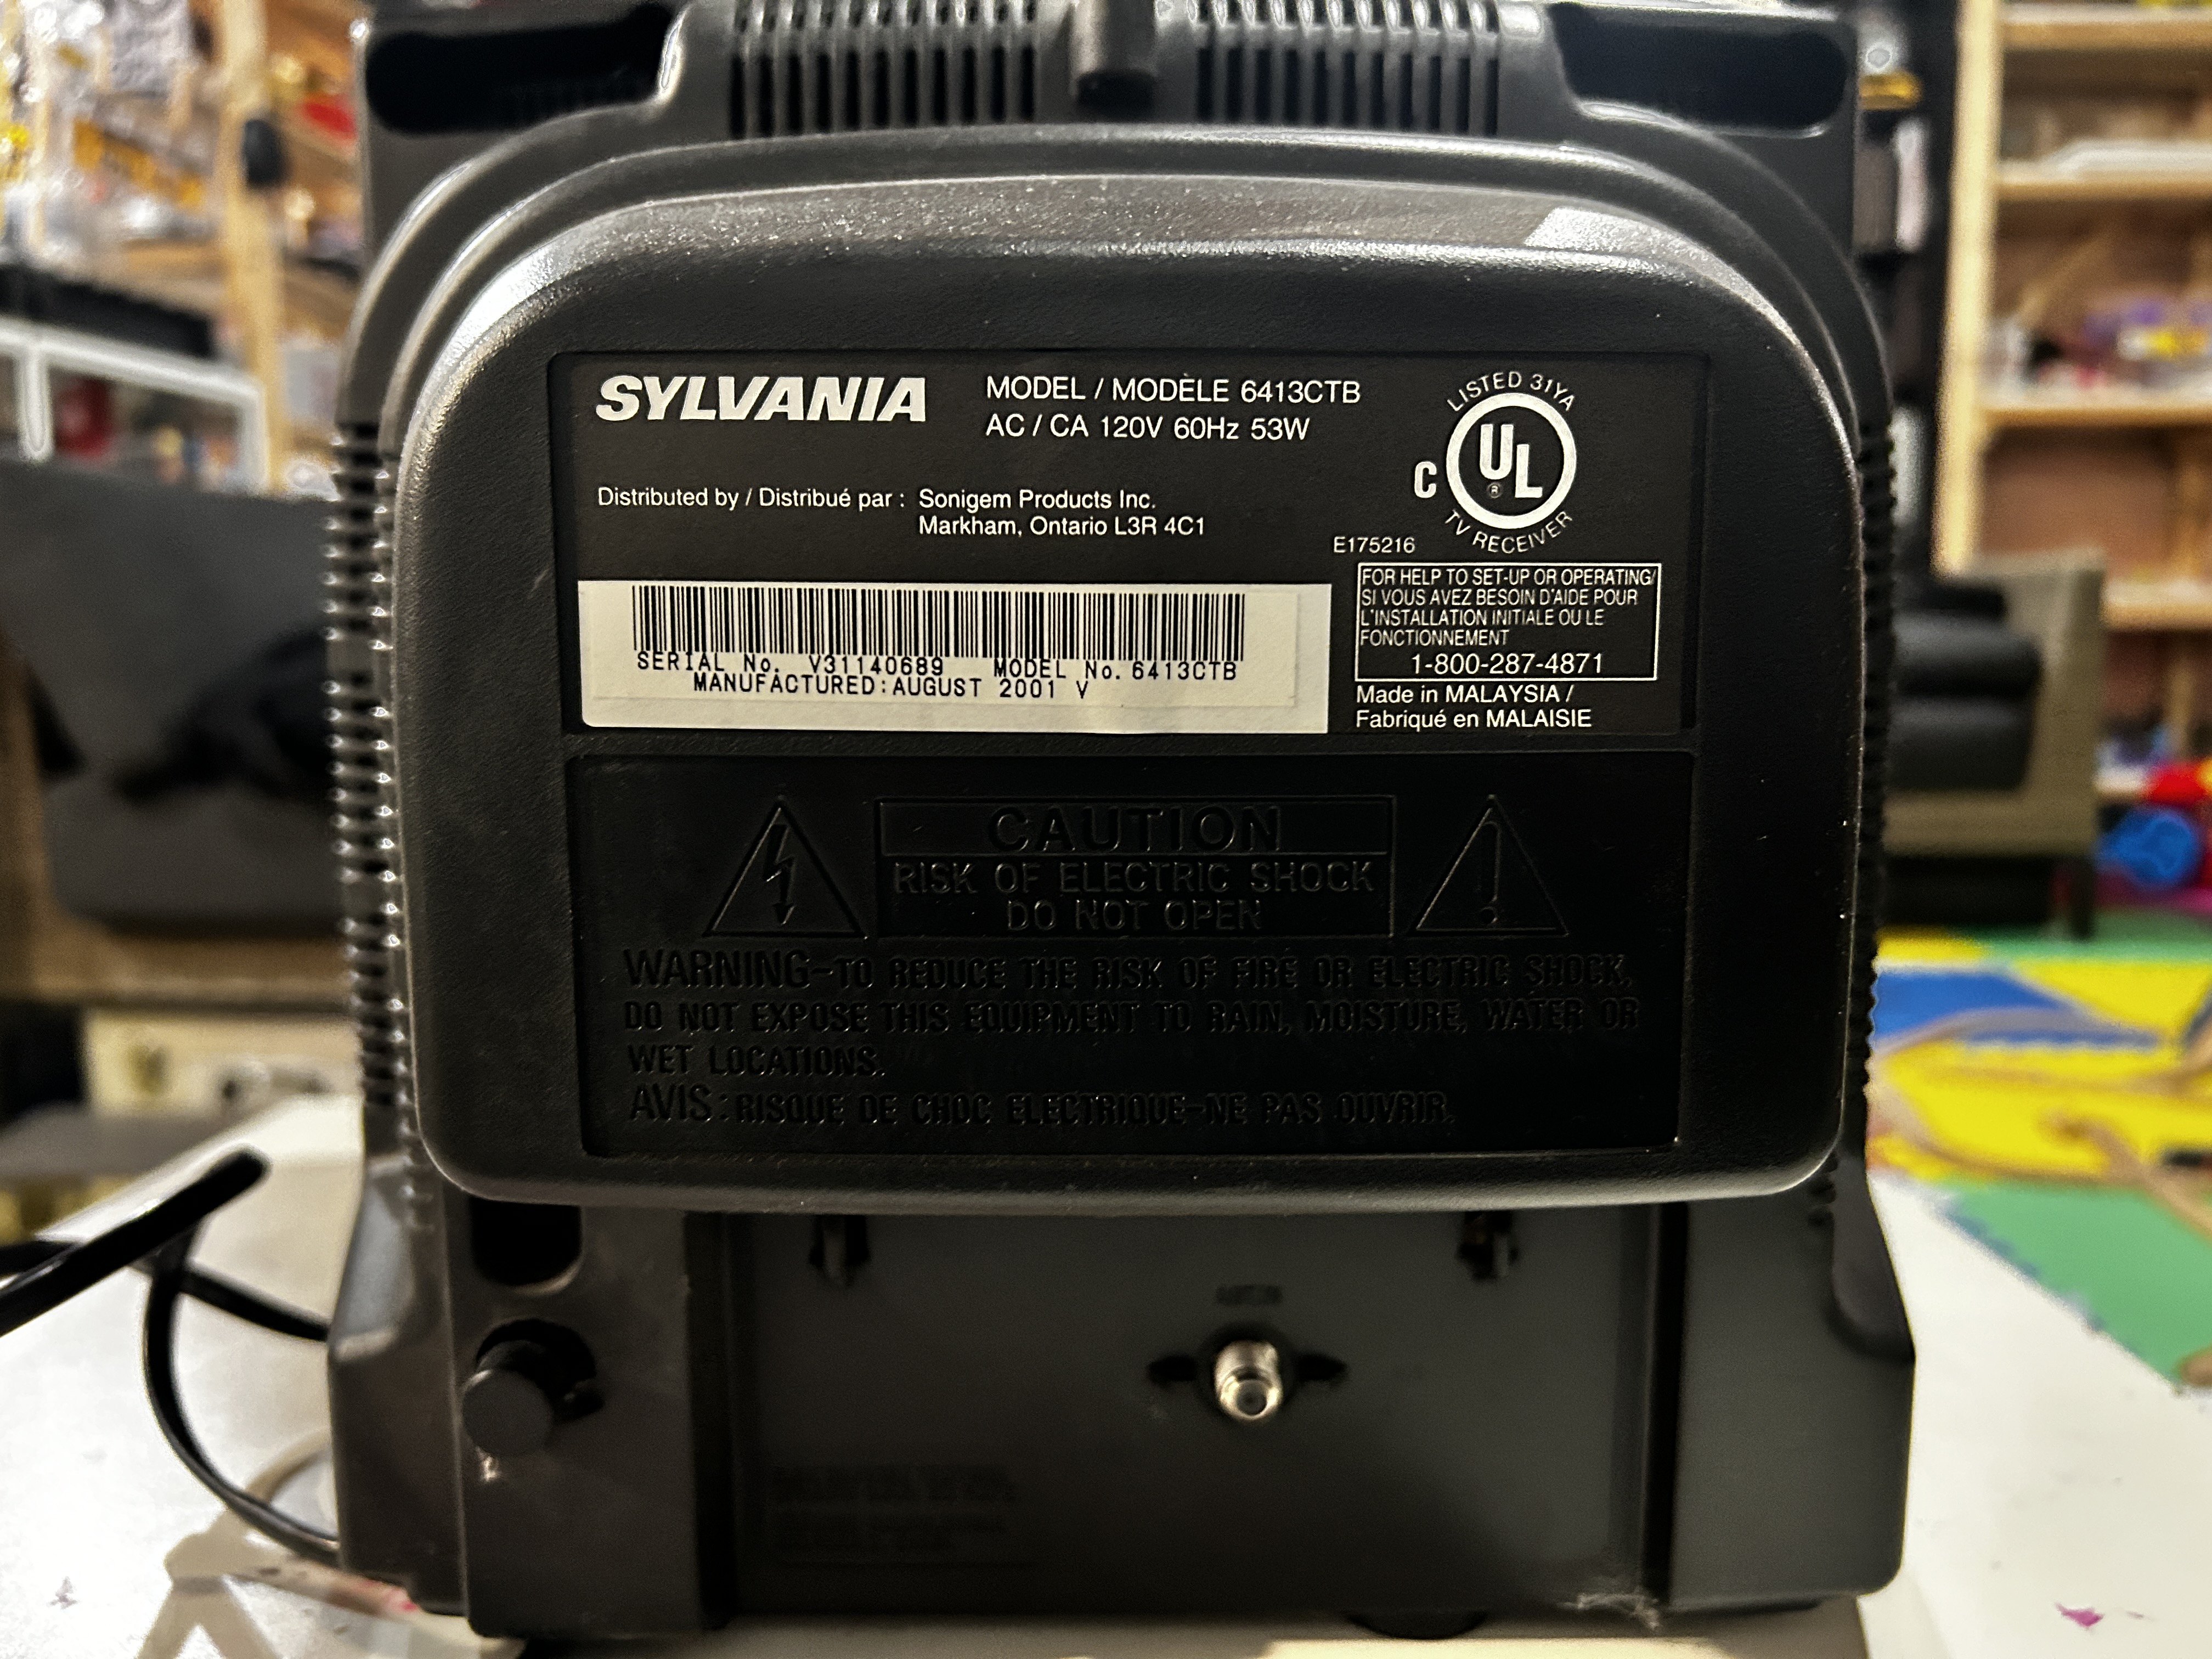 SYLVANIA
MODEL / MODÈLE 6413CTB
AC / CA 120V 60Hz 53W
LISTED 31YA
C UL ®
TV RECEIVER
E175216
Distributed by / Distribué par : Sonigem Products Inc.
Markham, Ontario L3R 4C1
FOR HELP TO SET-UP OR OPERATING/
SI VOUS AVEZ BESOIN D'AIDE POUR
L'INSTALLATION INITIALE OU LE
FONCTIONNEMENT
1-800-287-4871
Made in MALAYSIA /
Fabriqué en MALAISIE
SERIAL No. V31140689 MODEL No. 6413CTB
MANUFACTURED: AUGUST 2001 V
CAUTION
RISK OF ELECTRIC SHOCK
DO NOT OPEN
WARNING-TO REDUCE THE RISK OF FIRE OR ELECTRIC SHOCK,
DO NOT EXPOSE THIS EQUIPMENT TO RAIN, MOISTURE, WATER OR
WET LOCATIONS.
AVIS: RISQUE DE CHOC ELECTRIQUE-NE PAS OUVRIR.